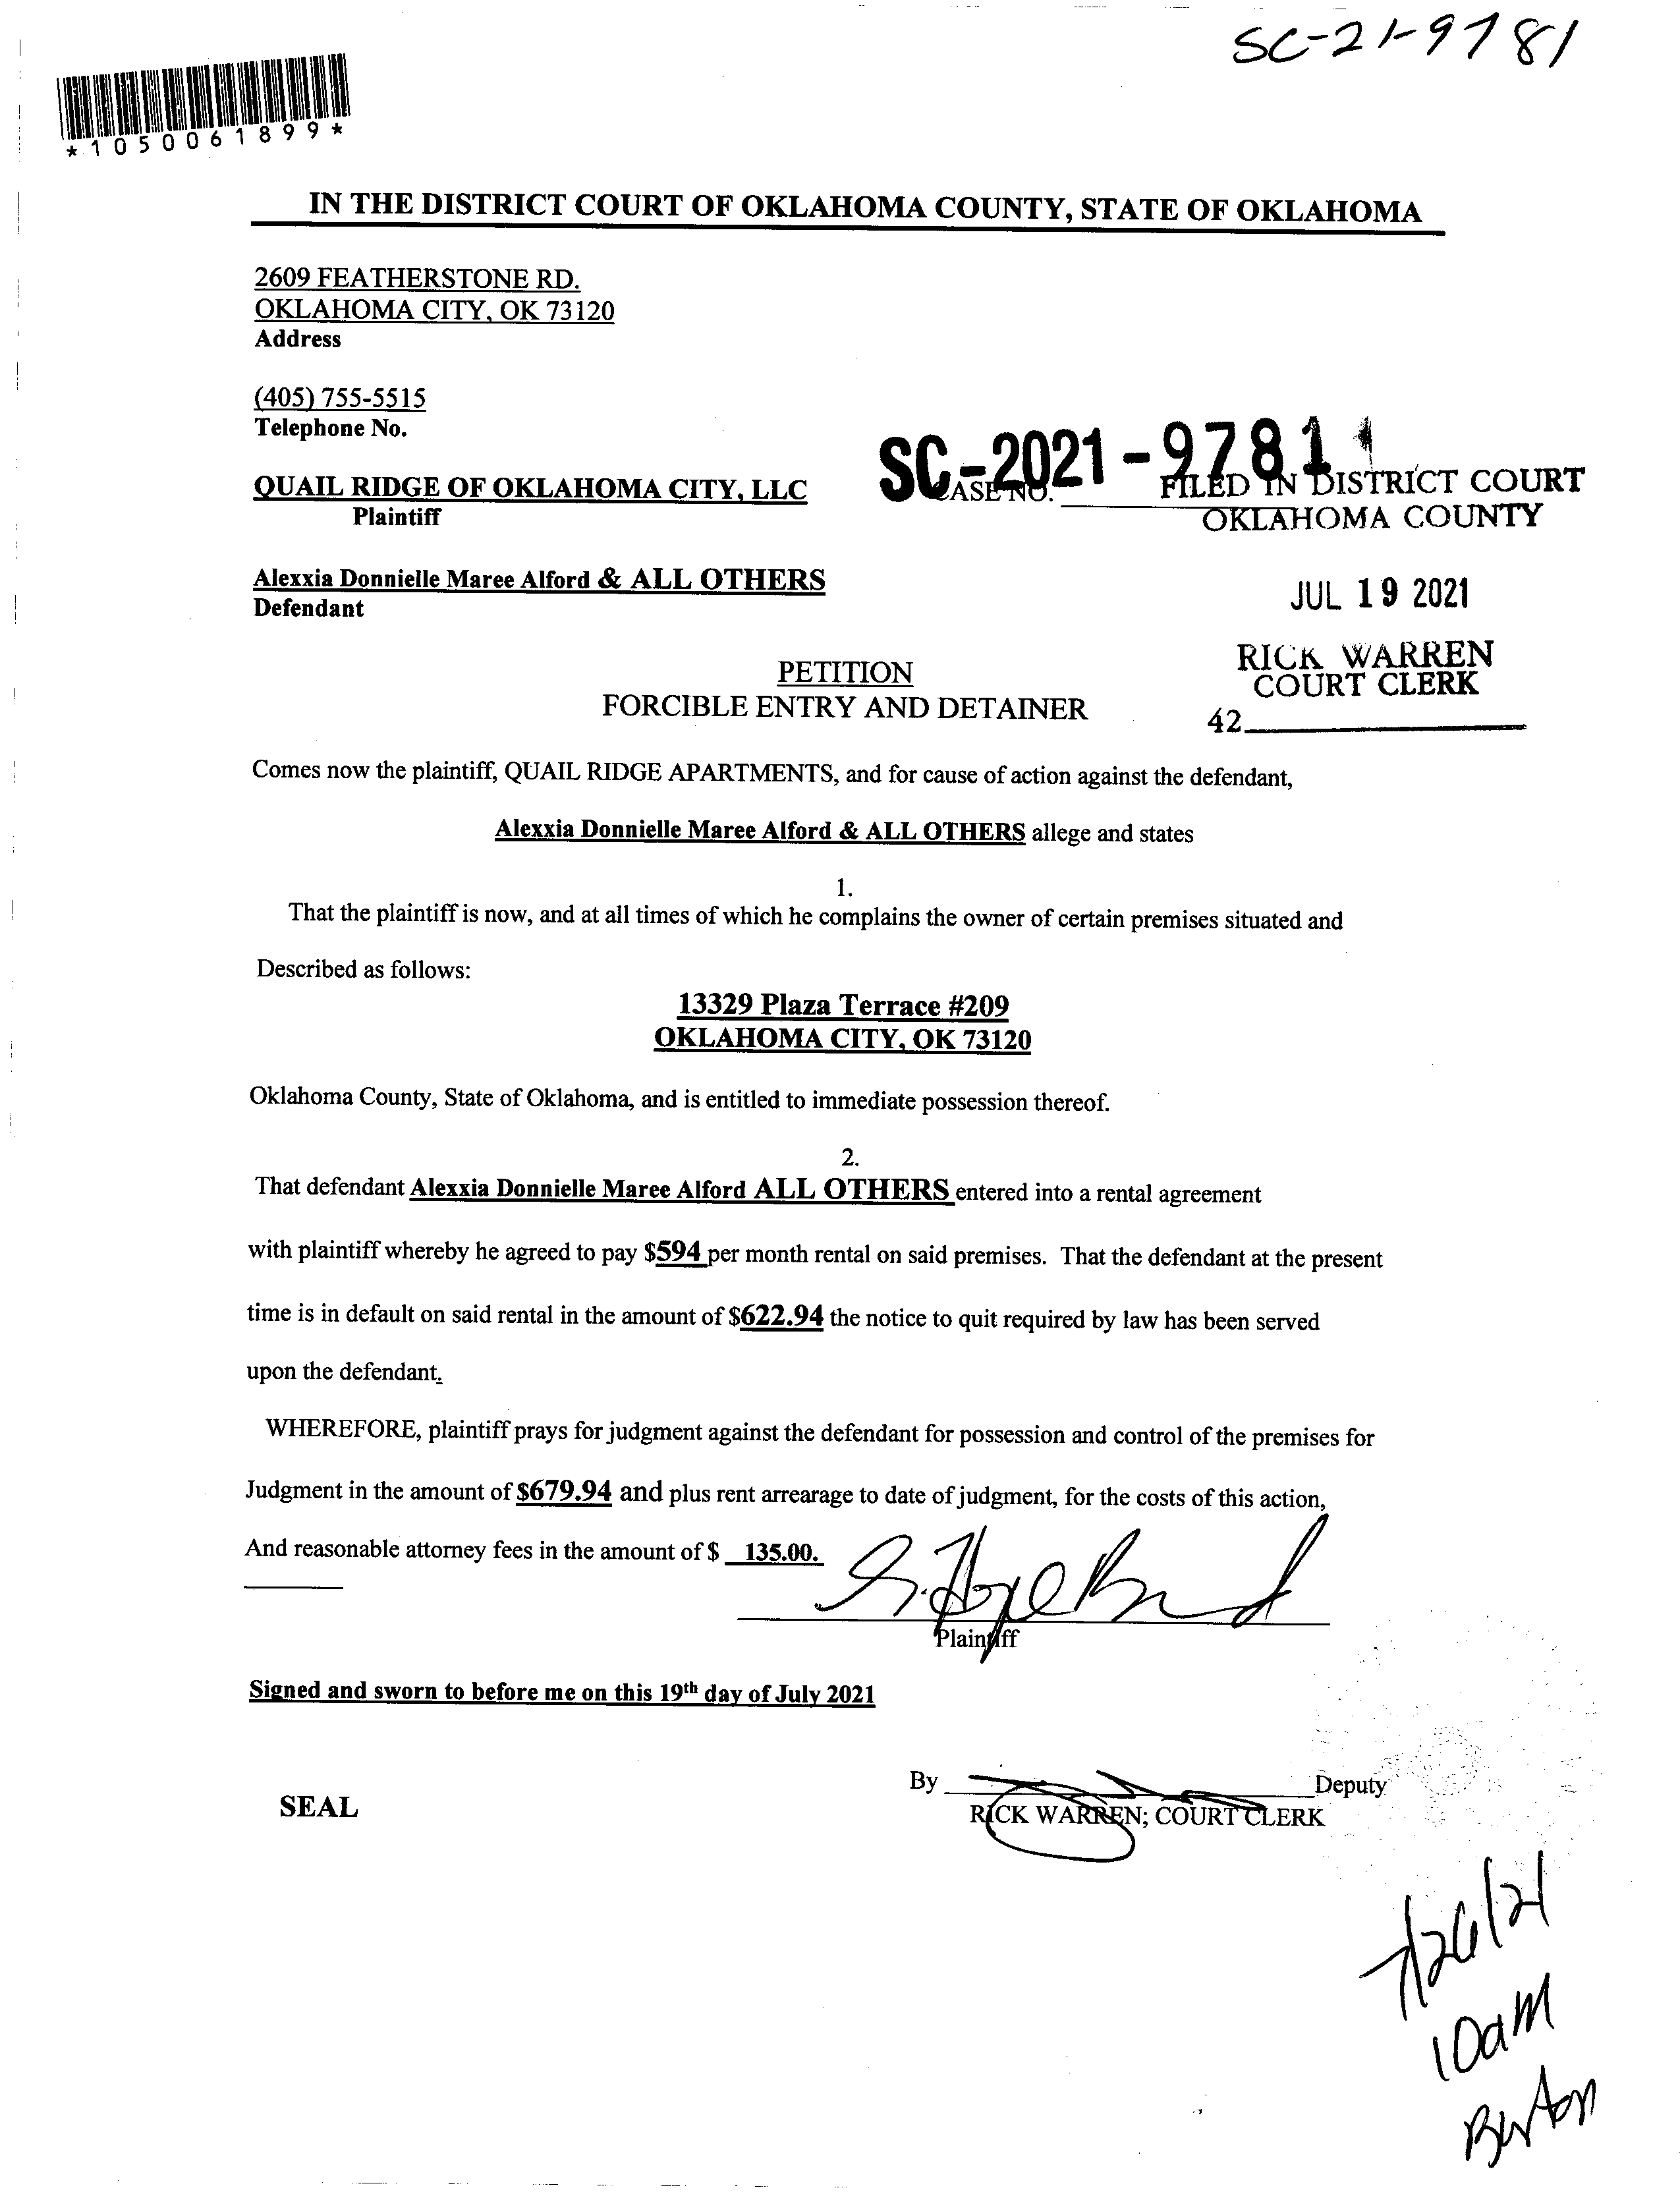 SC-21-9781
*1050061899*
IN THE DISTRICT COURT OF OKLAHOMA COUNTY, STATE OF OKLAHOMA
2609 FEATHERSTONE RD.
OKLAHOMA CITY, OK 73120
Address
(405) 755-5515
Telephone No.
SC-2021-9781
QUAIL RIDGE OF OKLAHOMA CITY, LLC
CASE NO.
FILED IN DISTRICT COURT
Plaintiff
OKLAHOMA COUNTY
Alexxia Donnielle Maree Alford & ALL OTHERS
JUL 19 2021
Defendant
RICK WARREN
PETITION
COURT CLERK
FORCIBLE ENTRY AND DETAINER
42
Comes now the plaintiff, QUAIL RIDGE APARTMENTS, and for cause of action against the defendant,
Alexxia Donnielle Maree Alford & ALL OTHERS allege and states
1.
That the plaintiff is now, and at all times of which he complains the owner of certain premises situated and
Described as follows:
13329 Plaza Terrace #209
OKLAHOMA CITY, OK 73120
Oklahoma County, State of Oklahoma, and is entitled to immediate possession thereof.
2.
That defendant Alexxia Donnielle Maree Alford ALL OTHERS entered into a rental agreement
with plaintiff whereby he agreed to pay $594 per month rental on said premises. That the defendant at the present
time is in default on said rental in the amount of $622.94 the notice to quit required by law has been served
upon the defendant.
WHEREFORE, plaintiff prays for judgment against the defendant for possession and control of the premises for
Judgment in the amount of $679.94 and plus rent arrearage to date of judgment, for the costs of this action,
And reasonable attorney fees in the amount of $ 135.00.
Plaintiff
Signed and sworn to before me on this 19th day of July 2021
By
Deputy
SEAL
RICK WARREN; COURT CLERK
7/26/21
10am